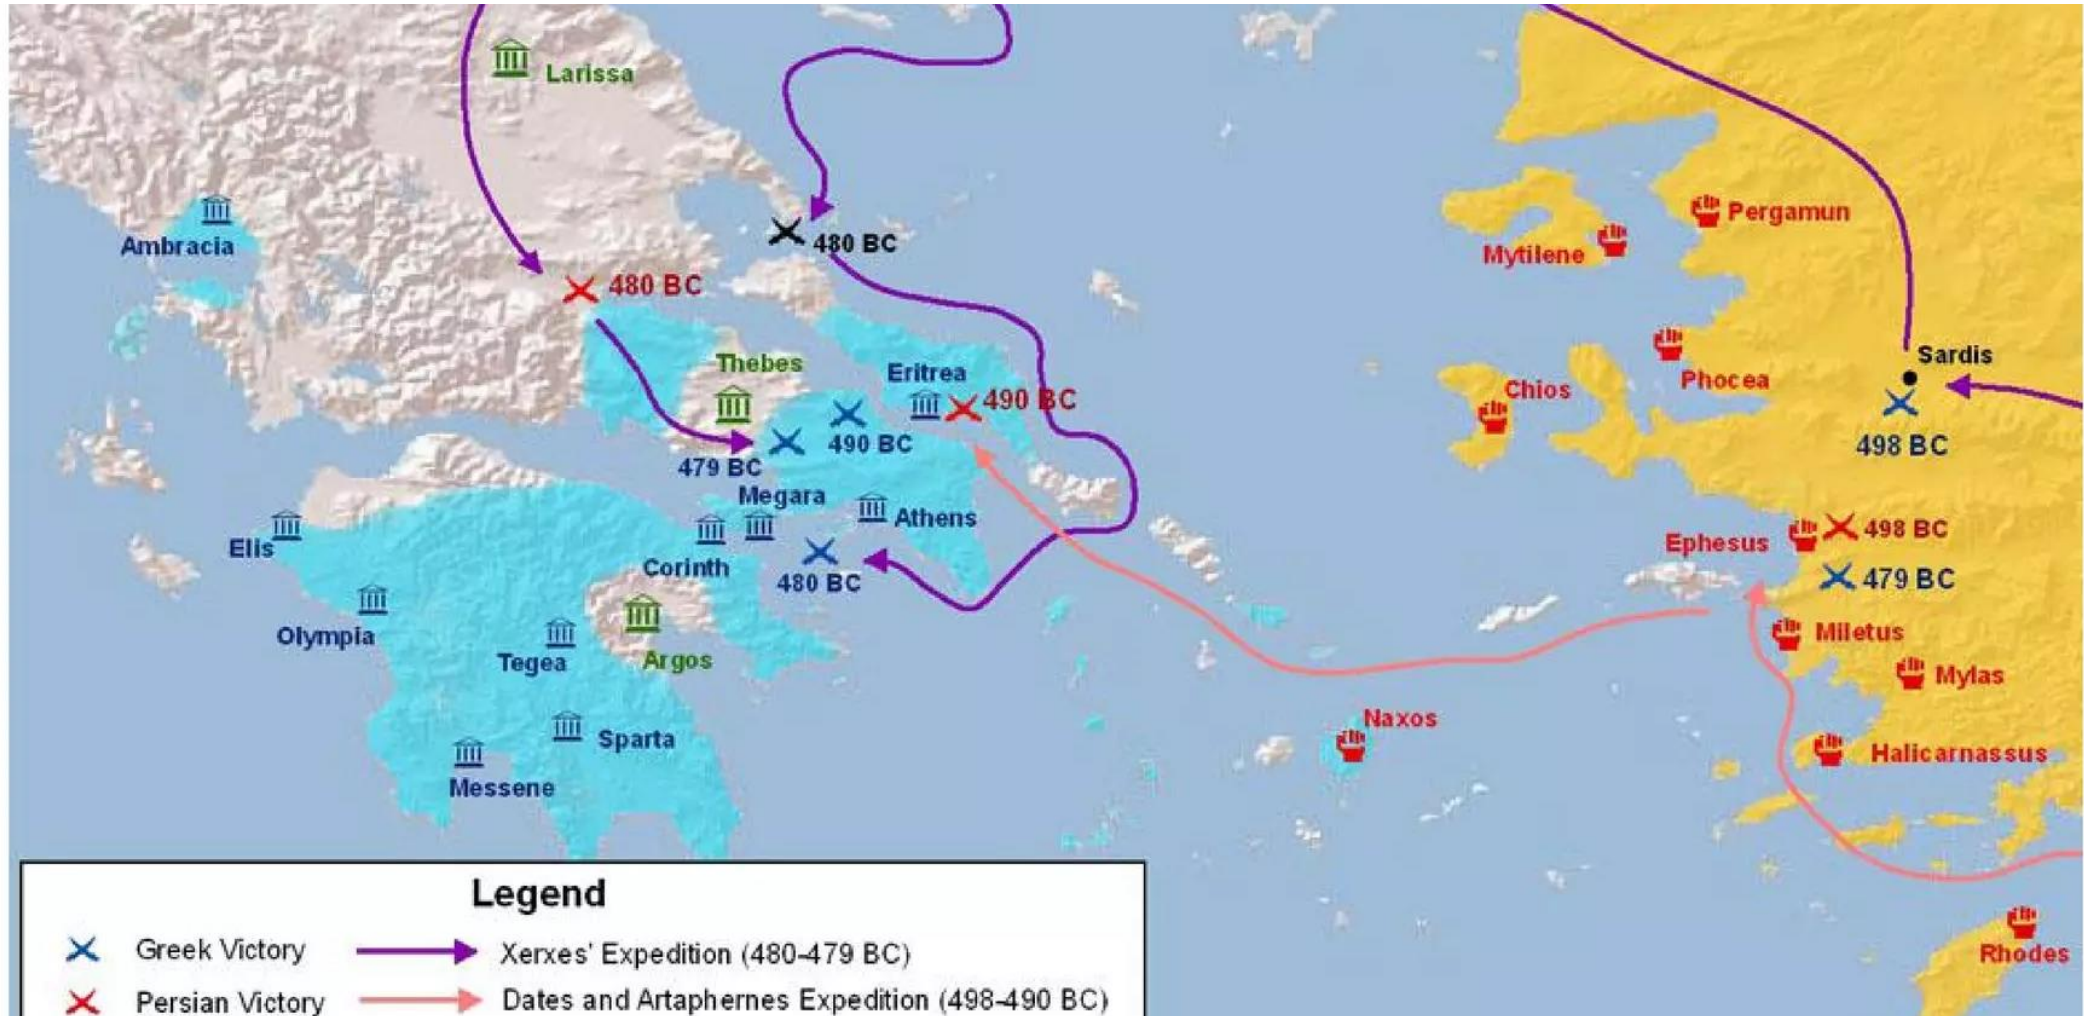 Larissa
Ambracia
480 BC
480 BC
Pergamun
Mytilene
Thebes
Eritrea
490 BC
Sardis
Phocea
Chios
498 BC
490 BC
479 BC
Megara
Athens
Elis
Corinth
480 BC
Ephesus
498 BC
479 BC
Olympia
Tegea
Argos
Miletus
Mylas
Naxos
Sparta
Halicarnassus
Messene
Rhodes
Legend
Greek Victory
Xerxes' Expedition (480-479 BC)
Persian Victory
Dates and Artaphernes Expedition (498-490 BC)